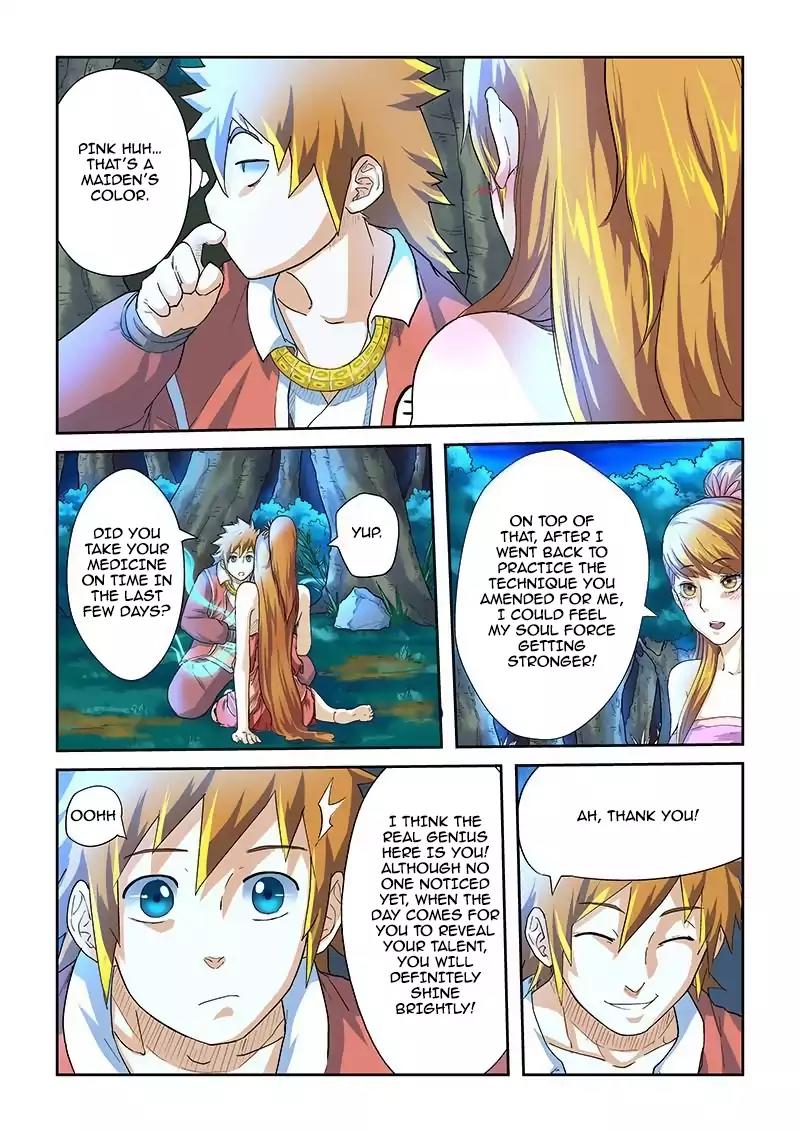 PINK HUH...
THAT'S A
MAIDEN'S
COLOR.
DID YOU
TAKE YOUR
MEDICINE
ON TIME IN
THE LAST
FEW DAYS?
YUP.
ON TOP OF
THAT, AFTER I
WENT BACK TO
PRACTICE THE
TECHNIQUE YOU
AMENDED FOR ME,
I COULD FEEL
MY SOUL FORCE
GETTING
STRONGER!
OOHH
I THINK THE
REAL GENIUS
HERE IS YOU!
ALTHOUGH NO
ONE NOTICED
YET, WHEN THE
DAY COMES FOR
YOU TO REVEAL
YOUR TALENT,
YOU WILL
DEFINITELY
SHINE
BRIGHTLY!
AH, THANK YOU!